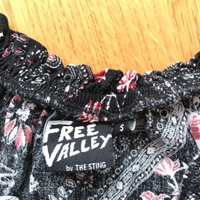 FREE
VALLEY
by THE STING
S